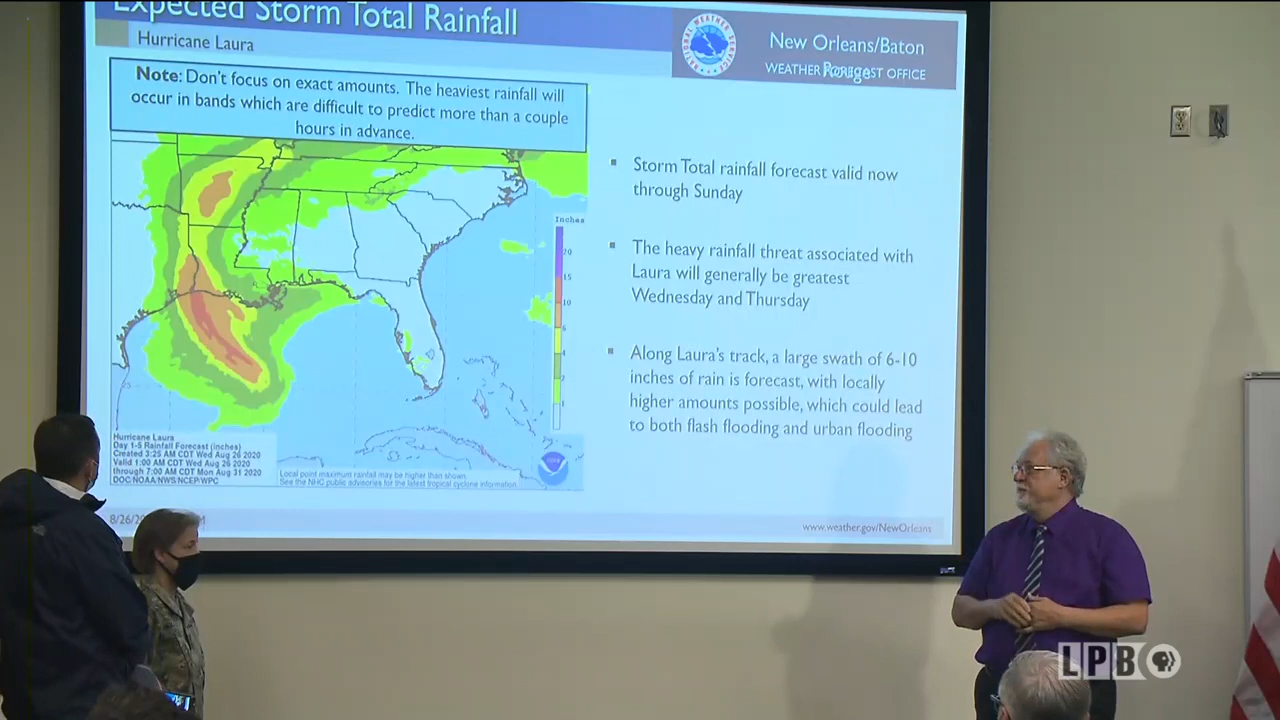 Expected Storm Total Rainfall
Hurricane Laura
NATIONAL WEATHER SERVICE
New Orleans/Baton
Rouge
WEATHER FORECAST OFFICE
Note: Don't focus on exact amounts. The heaviest rainfall will
occur in bands which are difficult to predict more than a couple
hours in advance.
Inches
20
15
10
6
4
2
1
25
Hurricane Laura
Day 1-5 Rainfall Forecast (Inches)
Created 3:25 AM CDT Wed Aug 26 2020
Valid 1:00 AM CDT Wed Aug 26 2020
through 7:00 AM CDT Mon Aug 31 2020
DOC/NOAA/NWS/NCEP/WPC
Local point maximum rainfall may be higher than shown.
See the NHC public advisories for the latest tropical cyclone information.
▪ Storm Total rainfall forecast valid now
through Sunday
▪ The heavy rainfall threat associated with
Laura will generally be greatest
Wednesday and Thursday
▪ Along Laura's track, a large swath of 6-10
inches of rain is forecast, with locally
higher amounts possible, which could lead
to both flash flooding and urban flooding
www.weather.gov/NewOrleans
LPB